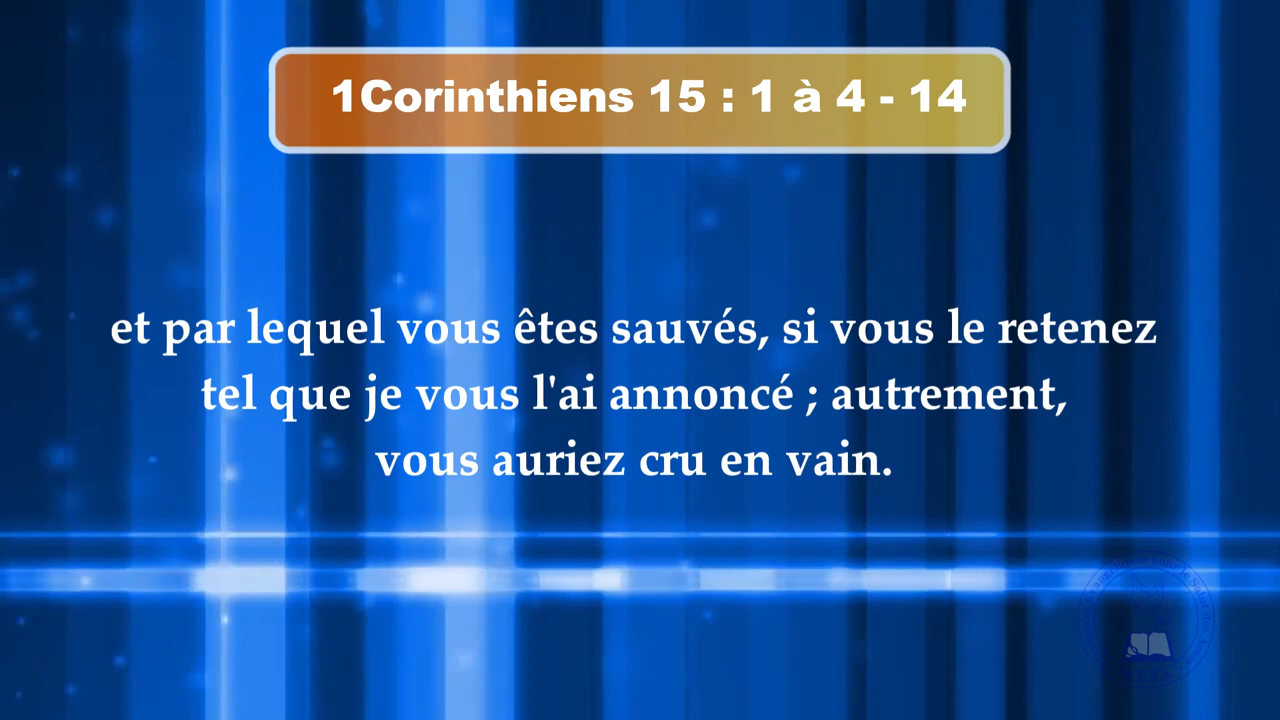 1Corinthiens 15 : 1 à 4 - 14
et par lequel vous êtes sauvés, si vous le retenez
tel que je vous l'ai annoncé ; autrement,
vous auriez cru en vain.